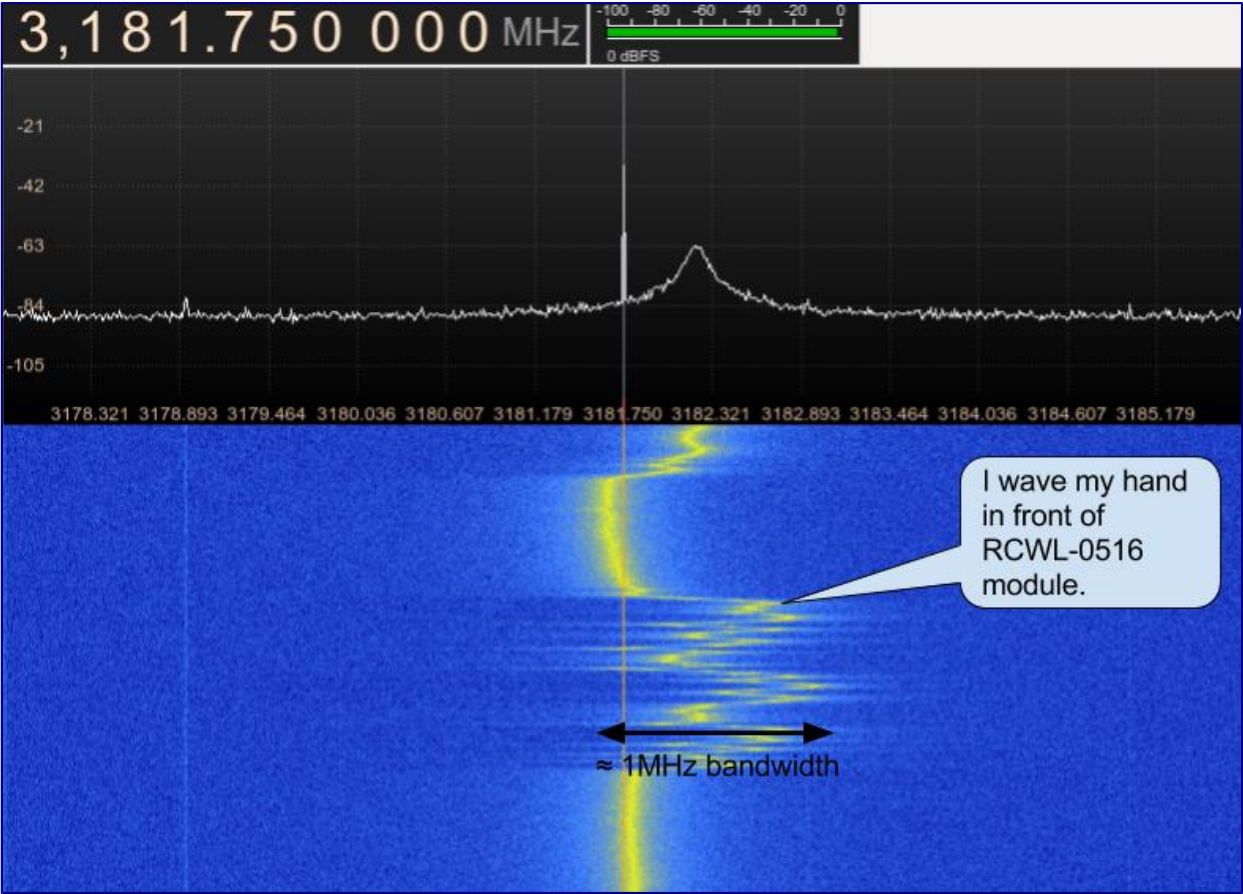 3,181.750 000 MHz
-100 -80 -60 -40 -20 0
0 dBFS
-21
-42
-63
-84
-105
3178.321 3178.893 3179.464 3180.036 3180.607 3181.179 3181.750 3182.321 3182.893 3183.464 3184.036 3184.607 3185.179
I wave my hand
in front of
RCWL-0516
module.
≈ 1MHz bandwidth